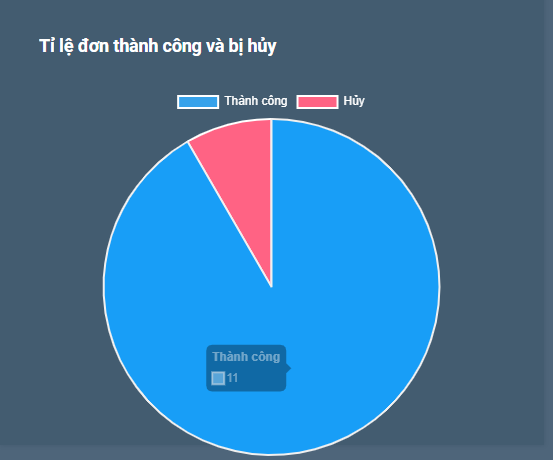 Tỉ lệ đơn thành công và bị hủy
Thành công Hủy
Thành công
11